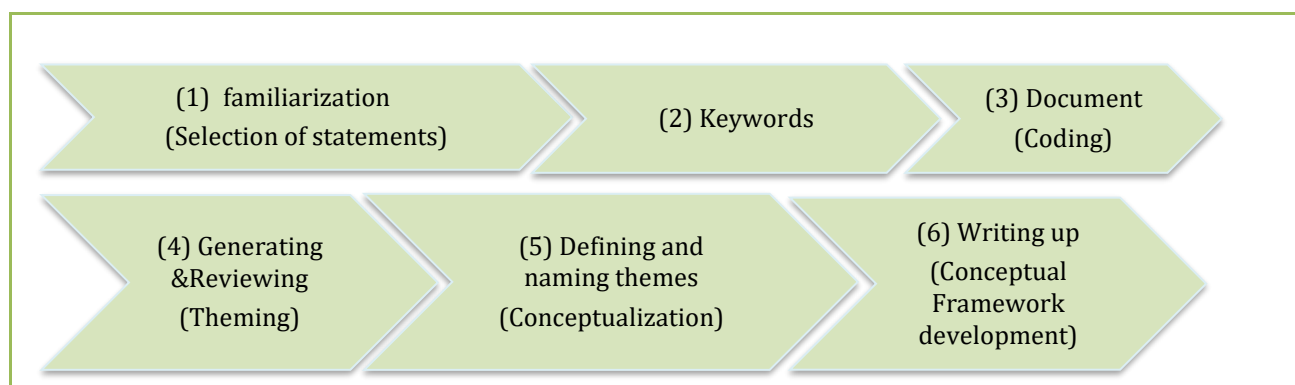 (1) familiarization
(Selection of statements)
(2) Keywords
(3) Document
(Coding)
(4) Generating
&Reviewing
(Theming)
(5) Defining and
naming themes
(Conceptualization)
(6) Writing up
(Conceptual
Framework
development)